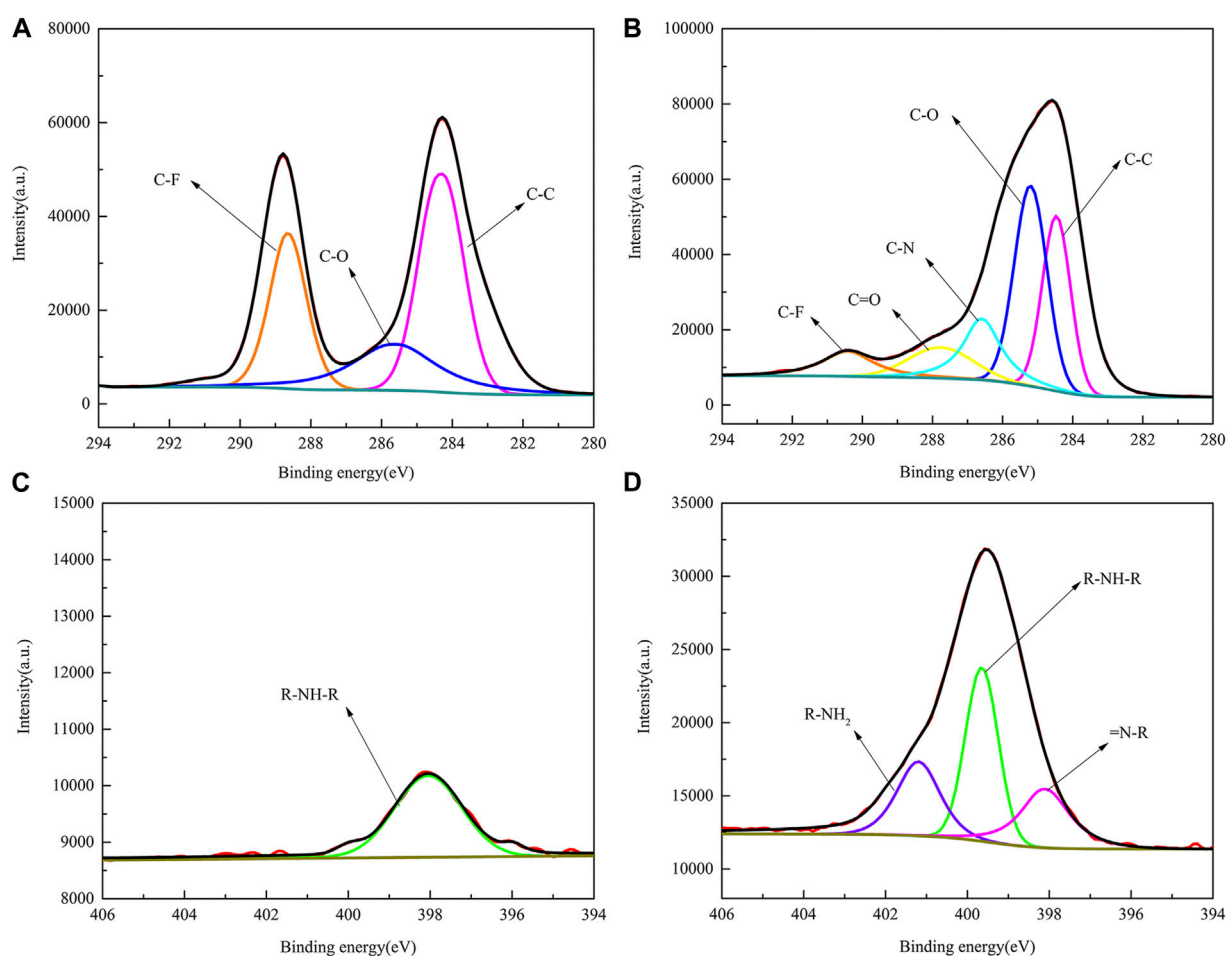 A
80000
60000
40000
20000
0
Intensity(a.u.)
C-F
C-O
C-C
294 292 290 288 286 284 282 280
Binding energy(eV)
B
100000
80000
60000
40000
20000
0
Intensity(a.u.)
C-O
C-C
C-N
C=O
C-F
294 292 290 288 286 284 282 280
Binding energy(eV)
C
15000
14000
13000
12000
11000
10000
9000
8000
Intensity(a.u.)
R-NH-R
406 404 402 400 398 396 394
Binding energy(eV)
D
35000
30000
25000
20000
15000
10000
Intensity(a.u.)
R-NH-R
R-NH₂
=N-R
406 404 402 400 398 396 394
Binding energy(eV)